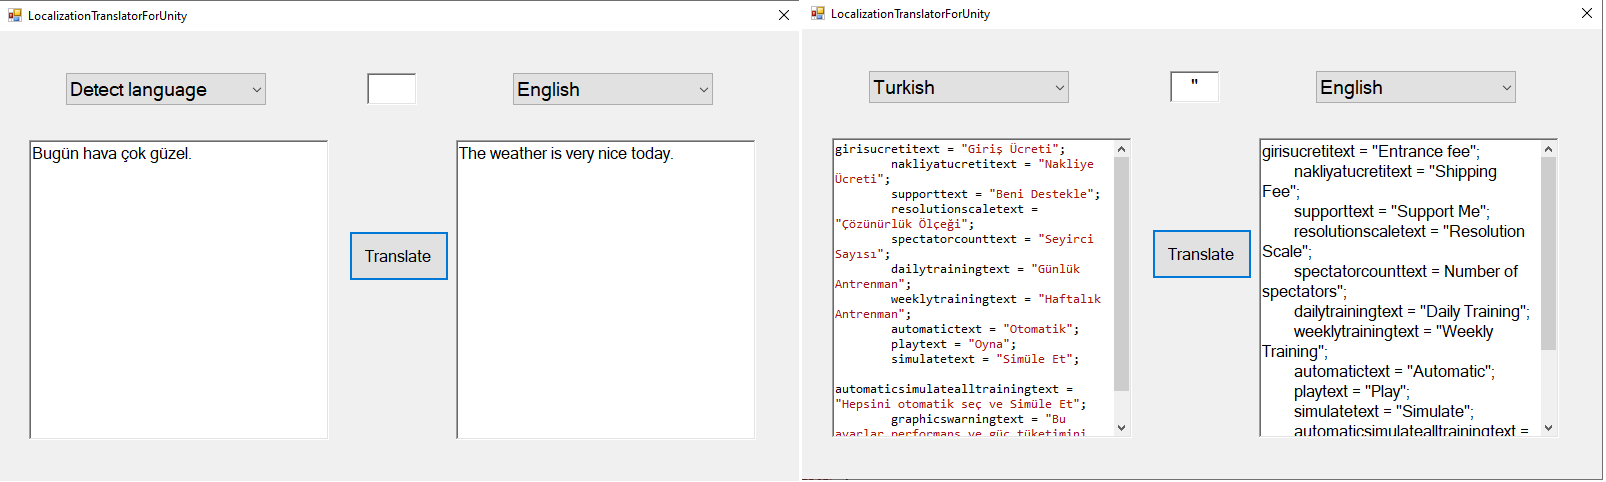 LocalizationTranslatorForUnity
Detect language
English
Bugün hava çok güzel.
Translate
The weather is very nice today.
LocalizationTranslatorForUnity
Turkish
"
English
girisucretitext = "Giriş Ücreti";
nakliyatucretitext = "Nakliye
Ücreti";
supporttext = "Beni Destekle";
resolutionscaletext =
"Çözünürlük Ölçeği";
spectatorcounttext = "Seyirci
Sayısı";
dailytrainingtext = "Günlük
Antrenman";
weeklytrainingtext = "Haftalık
Antrenman";
automatictext = "Otomatik";
playtext = "Oyna";
simulatetext = "Simüle Et";
automaticsimulatealltrainingtext =
"Hepsini otomatik seç ve Simüle Et";
graphicswarningtext = "Bu
ayarlar performans ve güç tüketimini
Translate
girisucretitext = "Entrance fee";
nakliyatucretitext = "Shipping
Fee";
supporttext = "Support Me";
resolutionscaletext = "Resolution
Scale";
spectatorcounttext = Number of
spectators";
dailytrainingtext = "Daily Training";
weeklytrainingtext = "Weekly
Training";
automatictext = "Automatic";
playtext = "Play";
simulatetext = "Simulate";
automaticsimulatealltrainingtext =